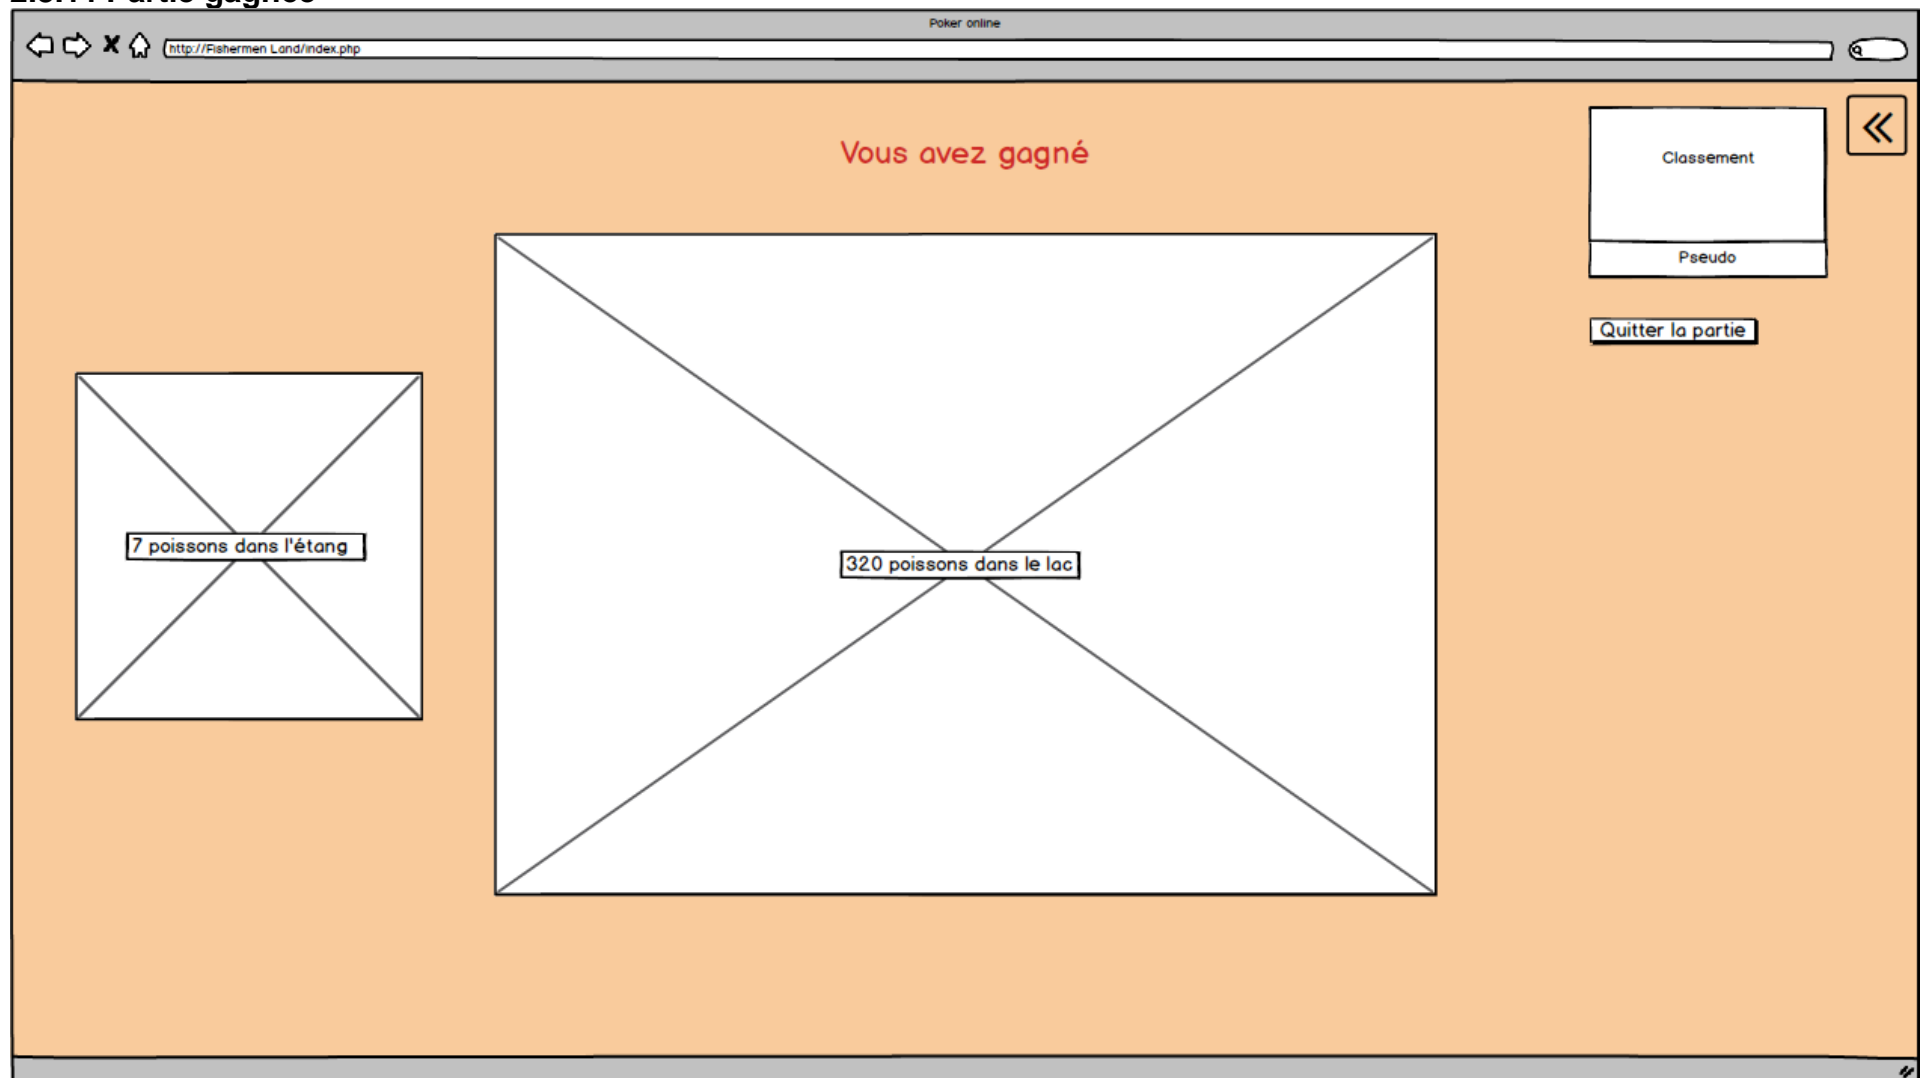 Poker online
http://Fishermen Land/index.php
Vous avez gagné
Classement
Pseudo
Quitter la partie
7 poissons dans l'étang
320 poissons dans le lac